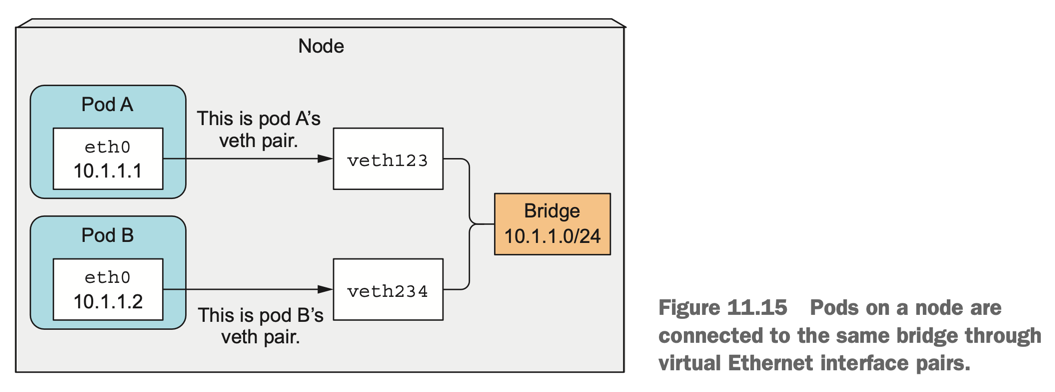 Node
Pod A
eth0
10.1.1.1
This is pod A’s
veth pair.
veth123
Bridge
10.1.1.0/24
Pod B
eth0
10.1.1.2
This is pod B’s
veth pair.
veth234
Figure 11.15 Pods on a node are
connected to the same bridge through
virtual Ethernet interface pairs.